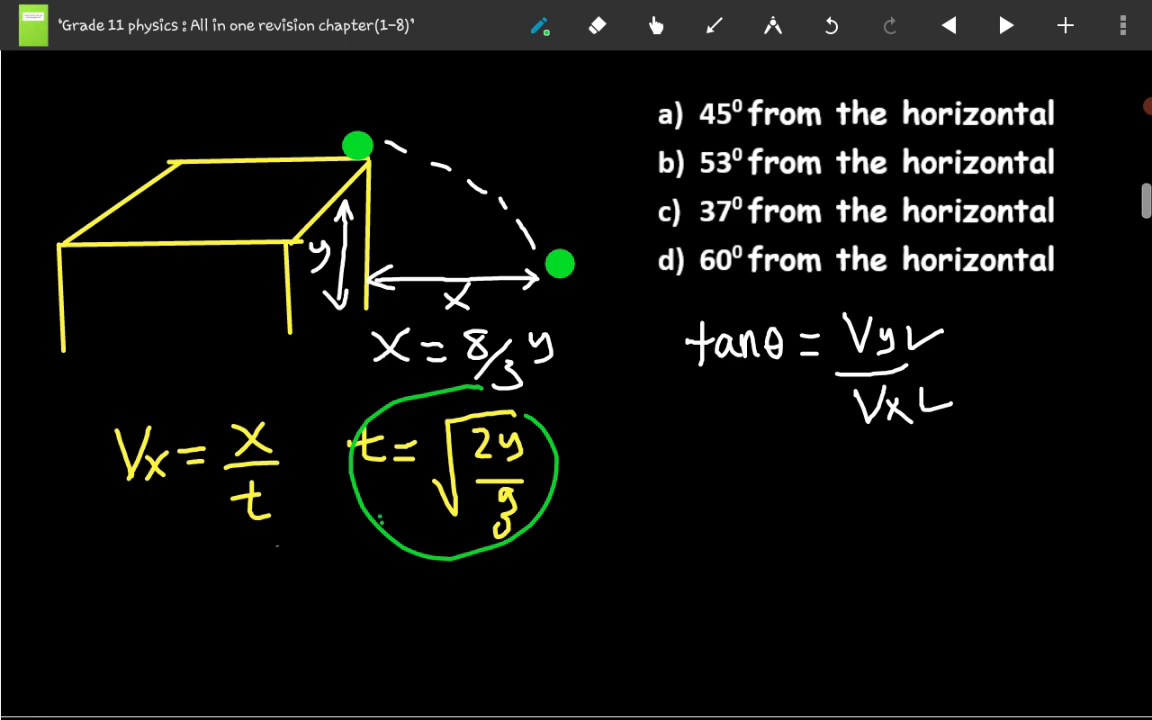 'Grade 11 physics : All in one revision chapter(1-8)'
a) 45⁰ from the horizontal
b) 53⁰ from the horizontal
c) 37⁰ from the horizontal
d) 60⁰ from the horizontal
y
x
x = 8/3 y
tanθ = Vy / Vx
Vx = x / t
t = √(2y / g)